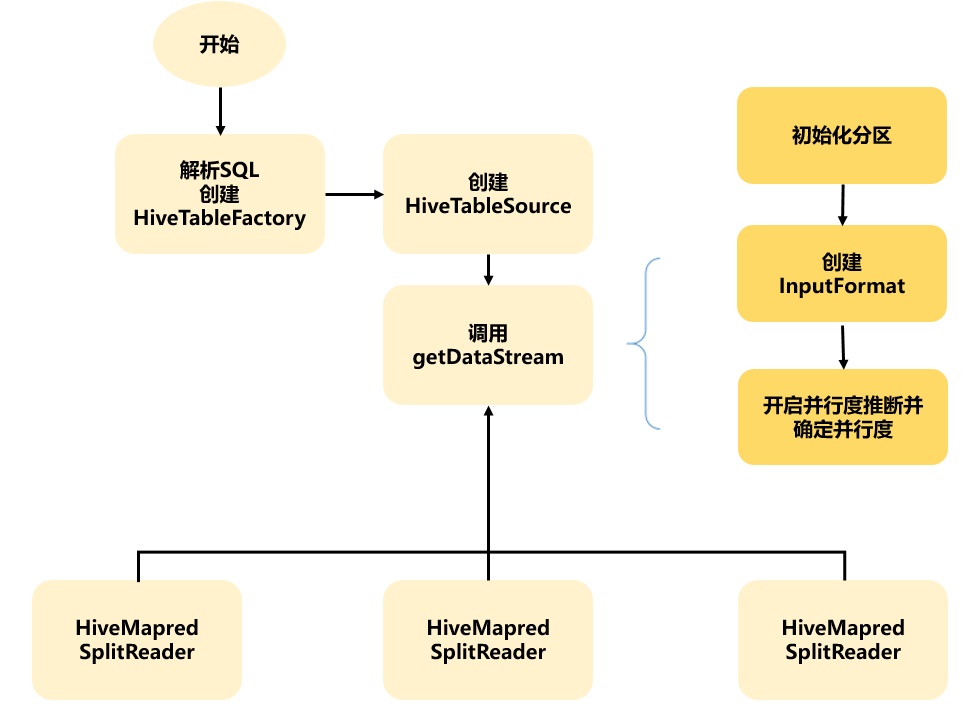 开始
解析SQL
创建
HiveTableFactory
创建
HiveTableSource
调用
getDataStream
初始化分区
创建
InputFormat
开启并行度推断并
确定并行度
HiveMapred
SplitReader
HiveMapred
SplitReader
HiveMapred
SplitReader